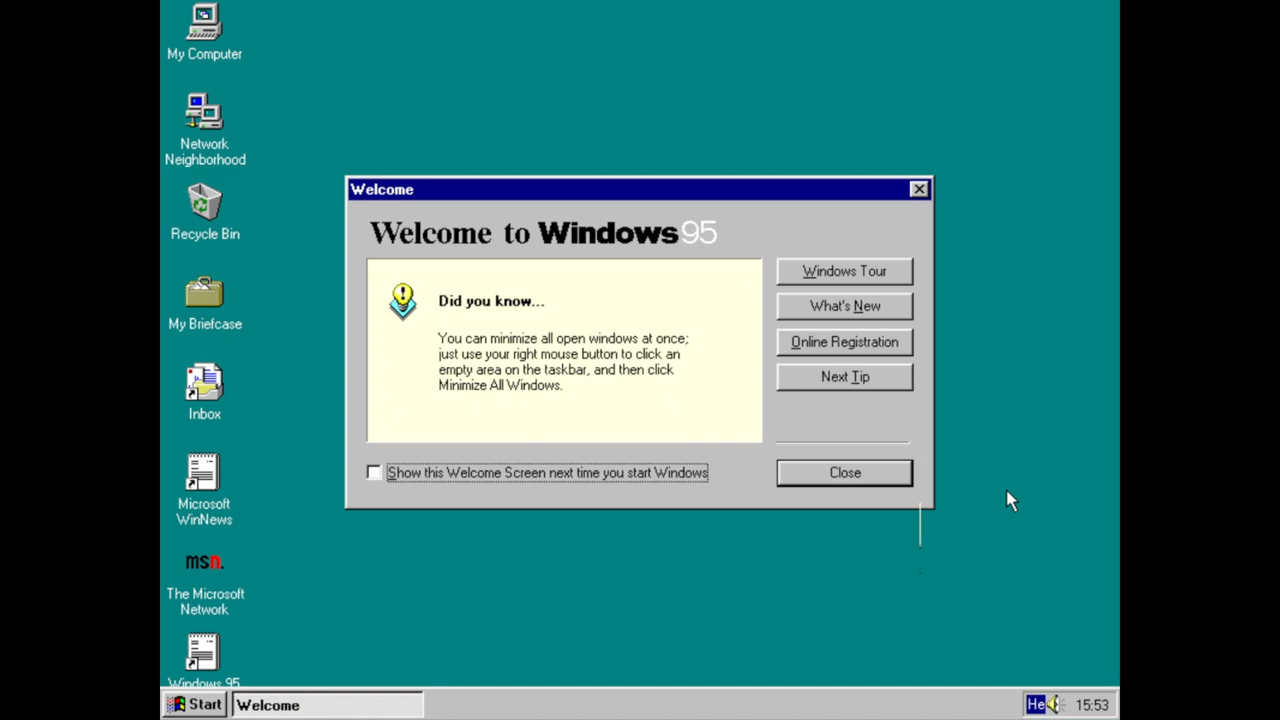 My Computer
Network
Neighborhood
Recycle Bin
My Briefcase
Inbox
Microsoft
WinNews
msn.
The Microsoft
Network
Windows 95
Welcome
Welcome to Windows 95
Did you know...
You can minimize all open windows at once;
just use your right mouse button to click an
empty area on the taskbar, and then click
Minimize All Windows.
Windows Tour
What's New
Online Registration
Next Tip
Show this Welcome Screen next time you start Windows
Close
Start
Welcome
He
15:53